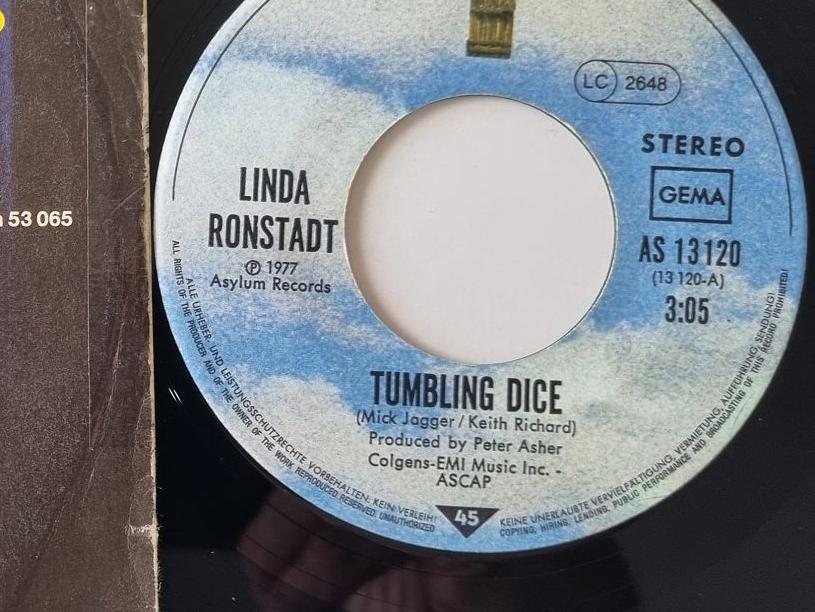 53 065
LC 2648
STEREO
GEMA
LINDA
RONSTADT
℗ 1977
Asylum Records
AS 13120
(13 120-A)
3:05
TUMBLING DICE
(Mick Jagger / Keith Richard)
Produced by Peter Asher
Colgens-EMI Music Inc. -
ASCAP
45
ALLE URHEBER- UND LEISTUNGSSCHUTZRECHTE VORBEHALTEN. KEIN VERLEIH! KEINE UNERLAUBTE VERVIELFÄLTIGUNG, VERMIETUNG, AUFFÜHRUNG, SENDUNG!
ALL RIGHTS OF THE PRODUCER AND OF THE OWNER OF THE WORK REPRODUCED RESERVED. UNAUTHORIZED COPYING, HIRING, LENDING, PUBLIC PERFORMANCE AND BROADCASTING OF THIS RECORD PROHIBITED!